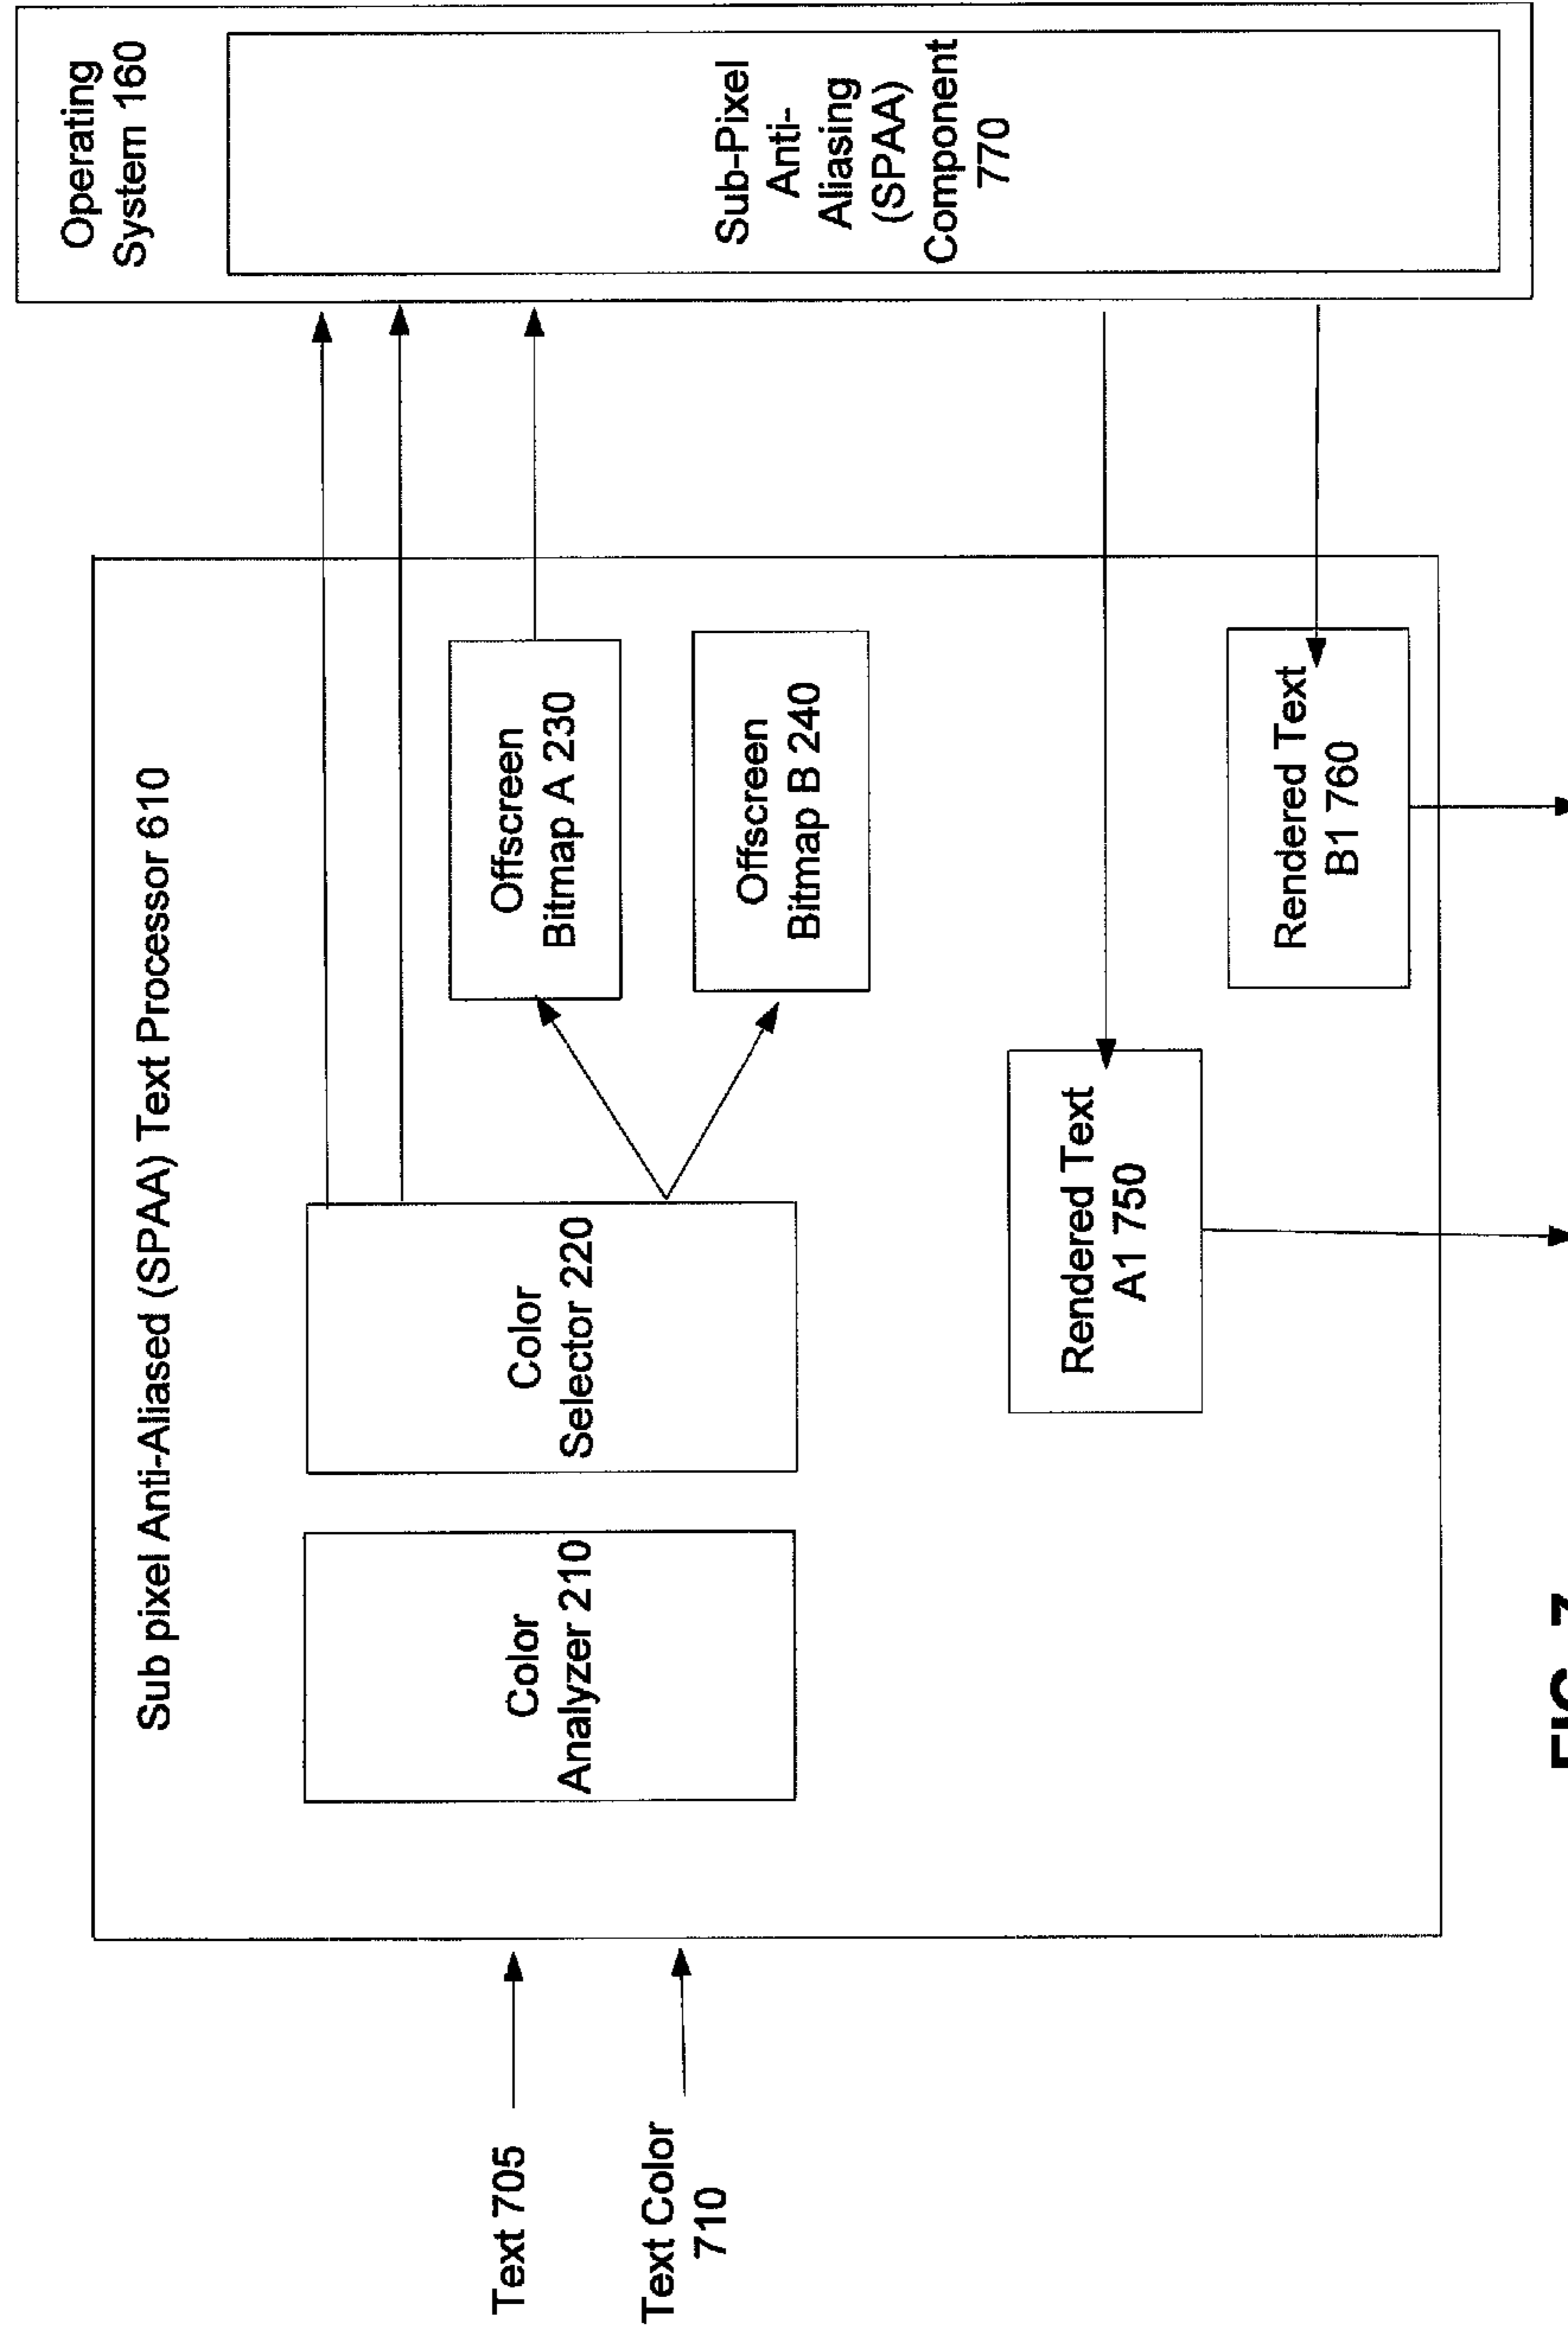 Sub pixel Anti-Aliased (SPAA) Text Processor 610
Operating
System 160
Text 705
Text Color
710
Color
Analyzer 210
Color
Selector 220
Offscreen
Bitmap A 230
Offscreen
Bitmap B 240
Sub-Pixel
Anti-
Aliasing
(SPAA)
Component
770
Rendered Text
A1 750
Rendered Text
B1 760